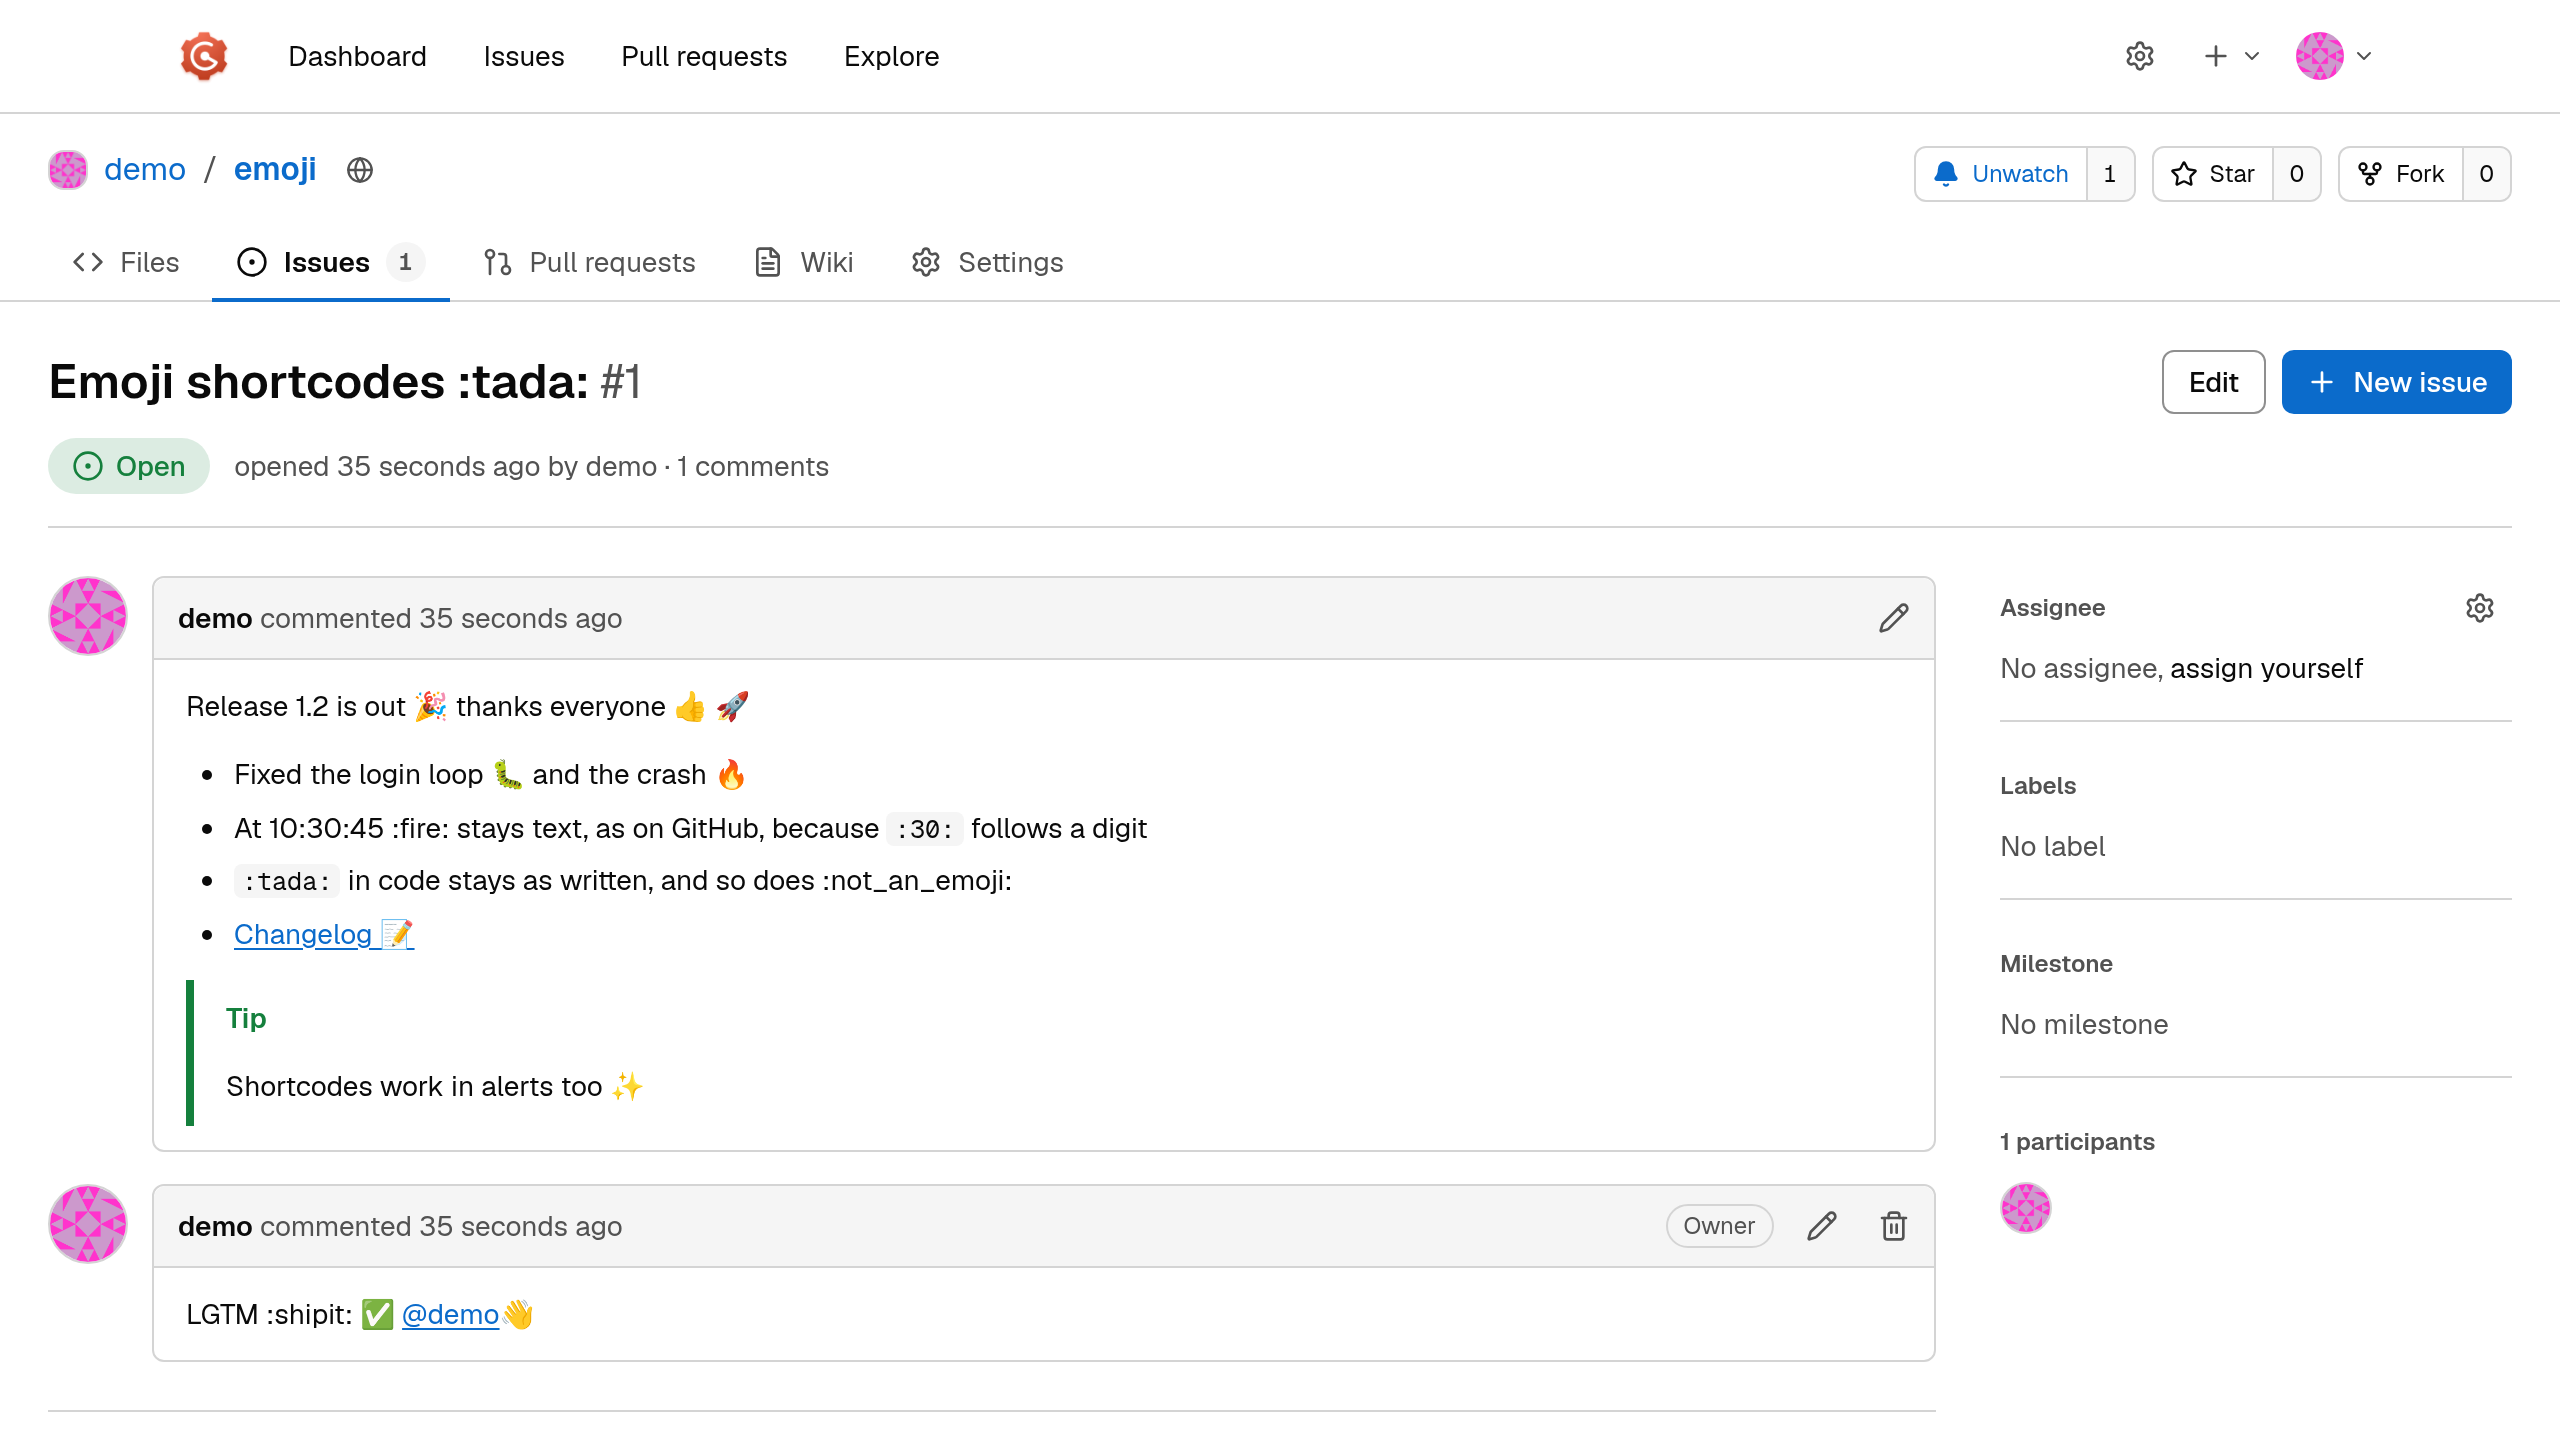 Dashboard Issues Pull requests Explore
demo / emoji
Unwatch 1 Star 0 Fork 0
Files Issues 1 Pull requests Wiki Settings
Emoji shortcodes :tada: #1
Edit New issue
Open opened 35 seconds ago by demo · 1 comments
demo commented 35 seconds ago
Release 1.2 is out 🎉 thanks everyone 👍 🚀
Fixed the login loop 🐛 and the crash 🔥
At 10:30:45 :fire: stays text, as on GitHub, because :30: follows a digit
:tada: in code stays as written, and so does :not_an_emoji:
Changelog 📝
Tip
Shortcodes work in alerts too ✨
demo commented 35 seconds ago Owner
LGTM :shipit: ✅ @demo👋
Assignee
No assignee, assign yourself
Labels
No label
Milestone
No milestone
1 participants